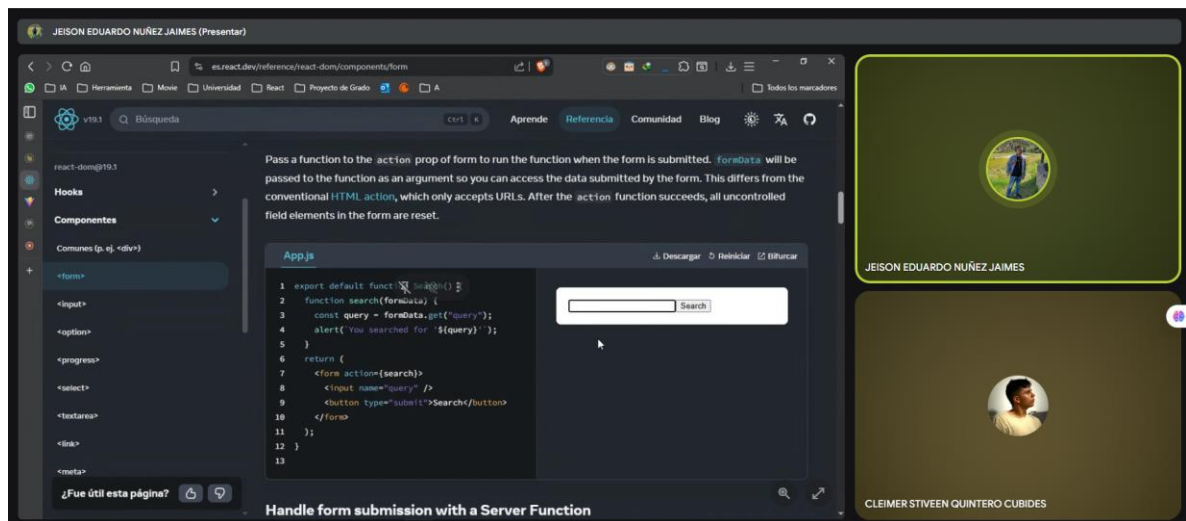 JEISON EDUARDO NUÑEZ JAIMES (Presentar)
es.react.dev/reference/react-dom/components/form
IA Herramienta Movie Universidad React Proyecto de Grado A Todos los marcadores
v19.1 Búsqueda Ctrl K Aprende Referencia Comunidad Blog
react-dom@19.1
Hooks
Componentes
Comunes (p. ej. <div>)
<form>
<input>
<option>
<progress>
<select>
<textarea>
<link>
<meta>
¿Fue útil esta página?
Pass a function to the action prop of form to run the function when the form is submitted. formData will be
passed to the function as an argument so you can access the data submitted by the form. This differs from the
conventional HTML action, which only accepts URLs. After the action function succeeds, all uncontrolled
field elements in the form are reset.
App.js Descargar Reiniciar Bifurcar
1 export default function Search() {
2 function search(formData) {
3 const query = formData.get("query");
4 alert(`You searched for '${query}'`);
5 }
6 return (
7 <form action={search}>
8 <input name="query" />
9 <button type="submit">Search</button>
10 </form>
11 );
12 }
13
Search
Handle form submission with a Server Function
JEISON EDUARDO NUÑEZ JAIMES
CLEIMER STIVEEN QUINTERO CUBIDES